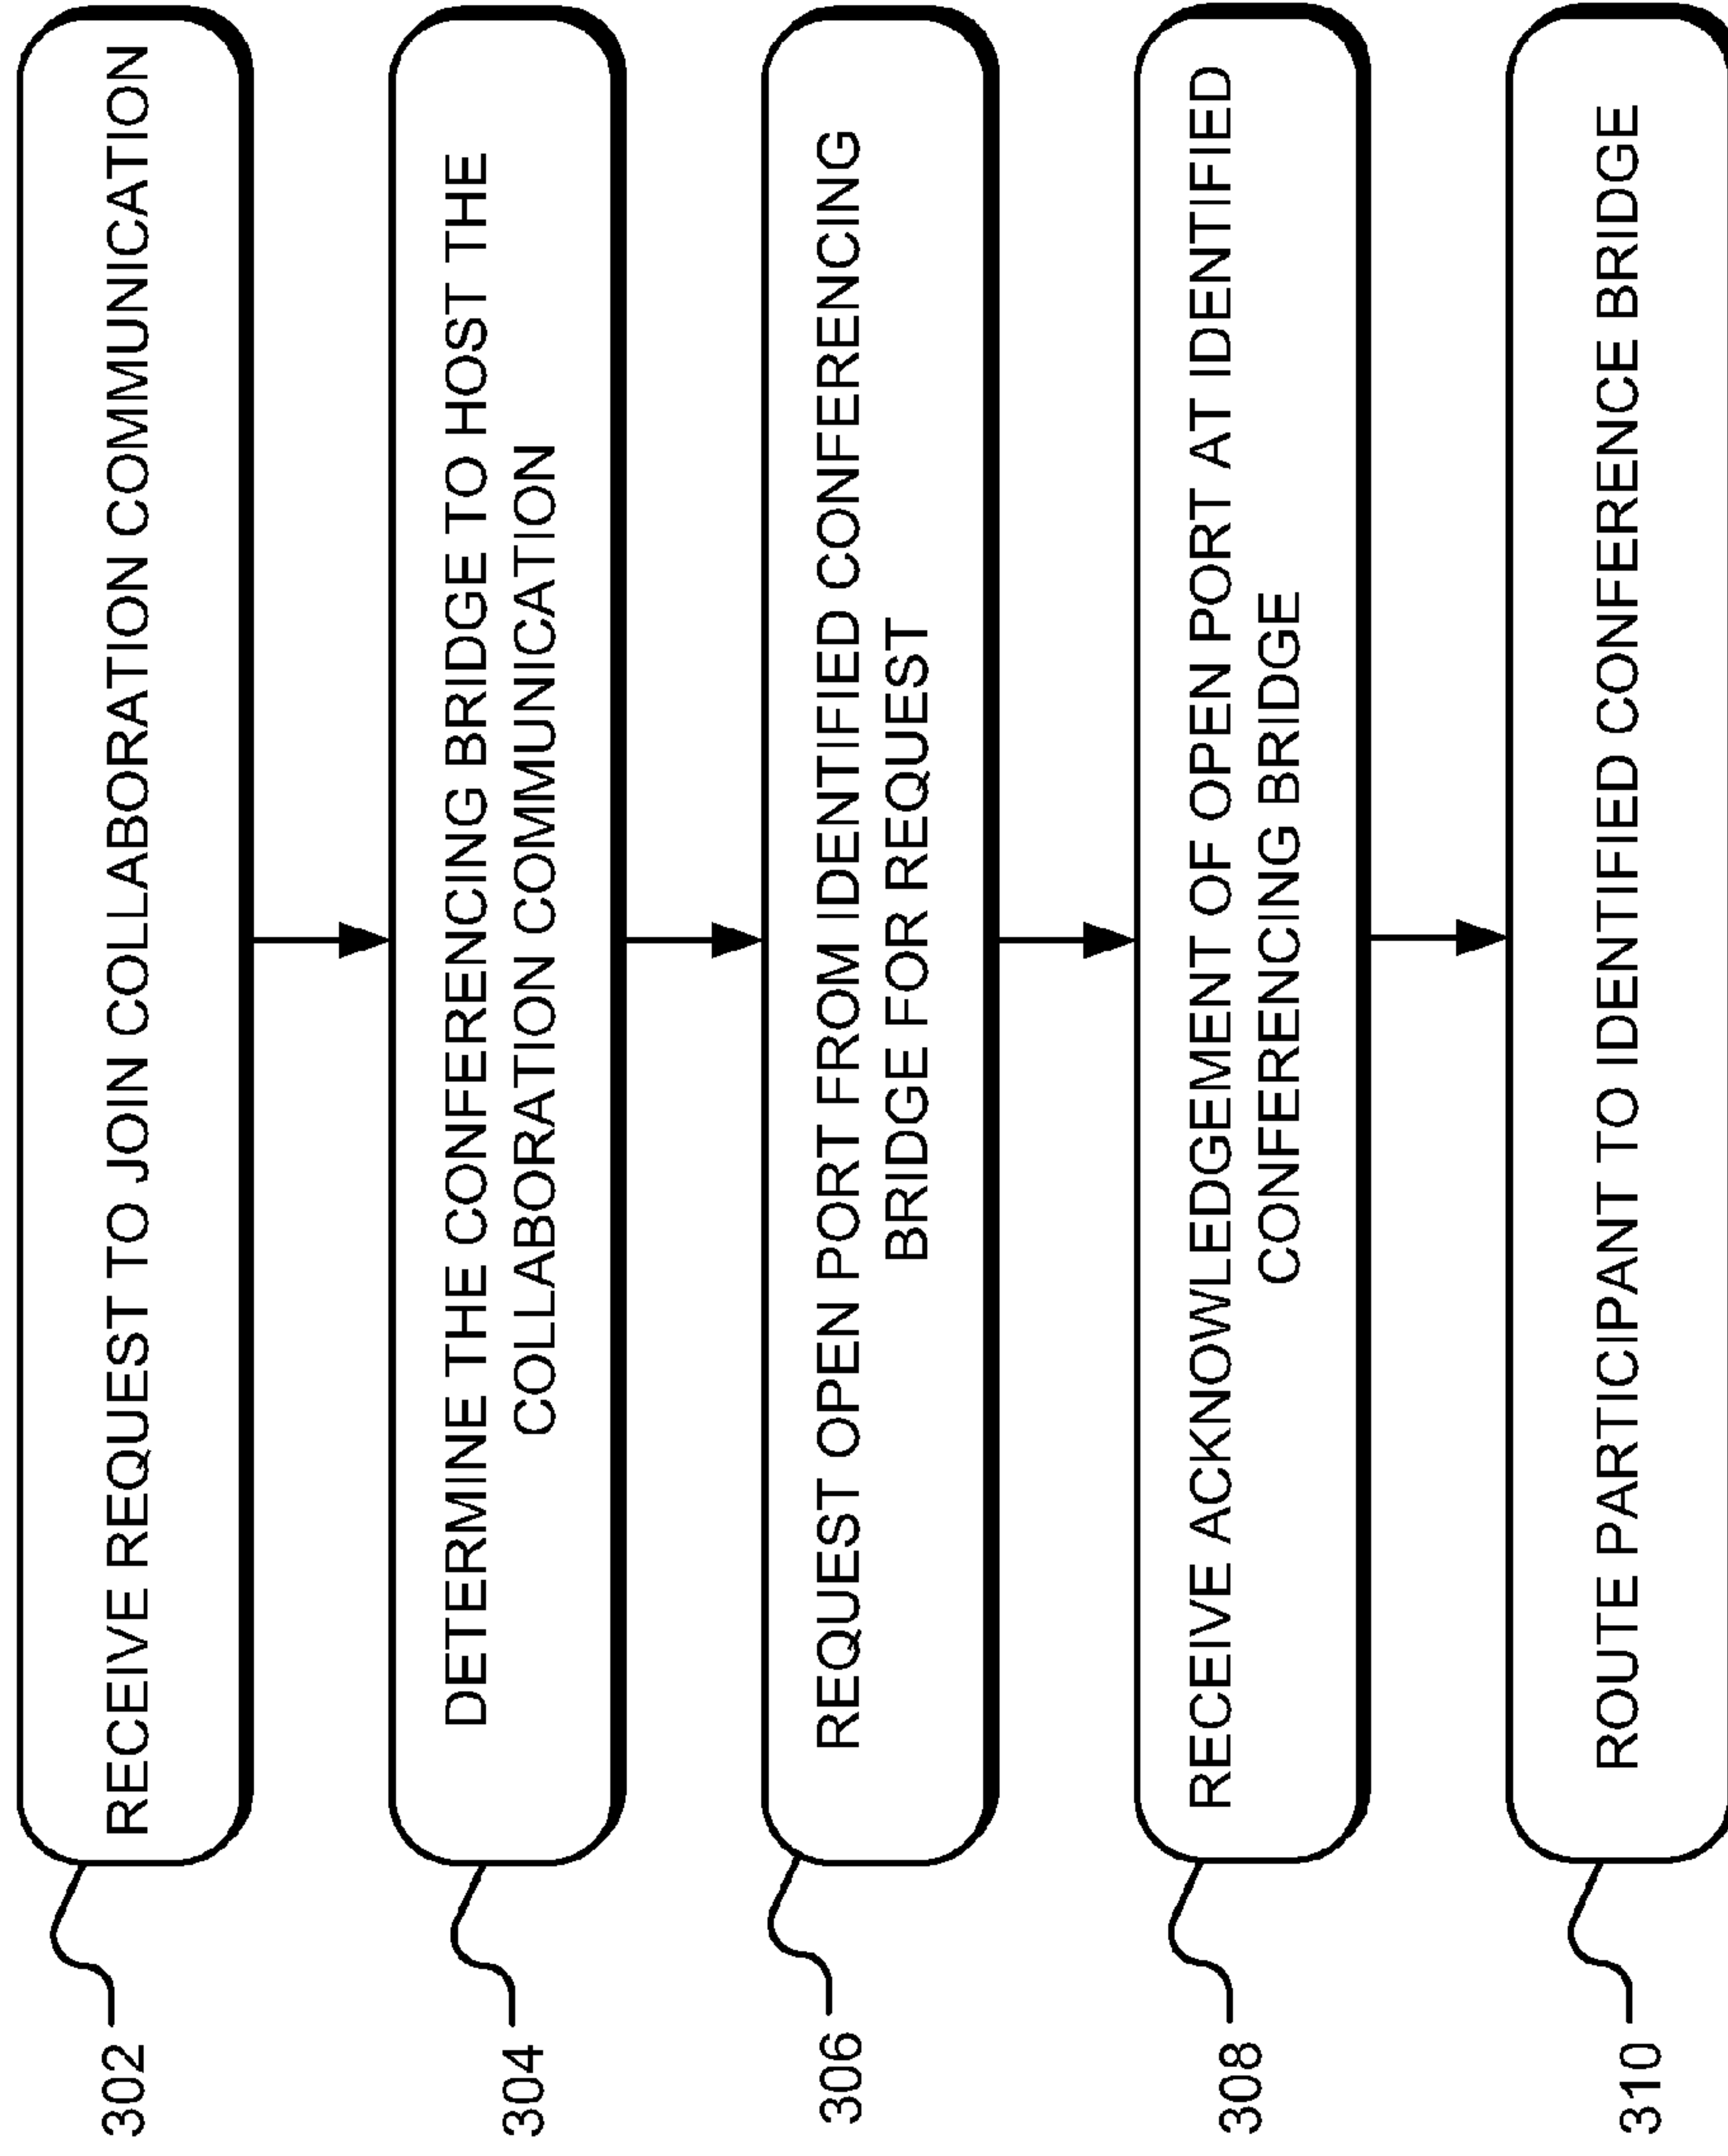 302
RECEIVE REQUEST TO JOIN COLLABORATION COMMUNICATION
304
DETERMINE THE CONFERENCING BRIDGE TO HOST THE
COLLABORATION COMMUNICATION
306
REQUEST OPEN PORT FROM IDENTIFIED CONFERENCING
BRIDGE FOR REQUEST
308
RECEIVE ACKNOWLEDGEMENT OF OPEN PORT AT IDENTIFIED
CONFERENCING BRIDGE
310
ROUTE PARTICIPANT TO IDENTIFIED CONFERENCE BRIDGE